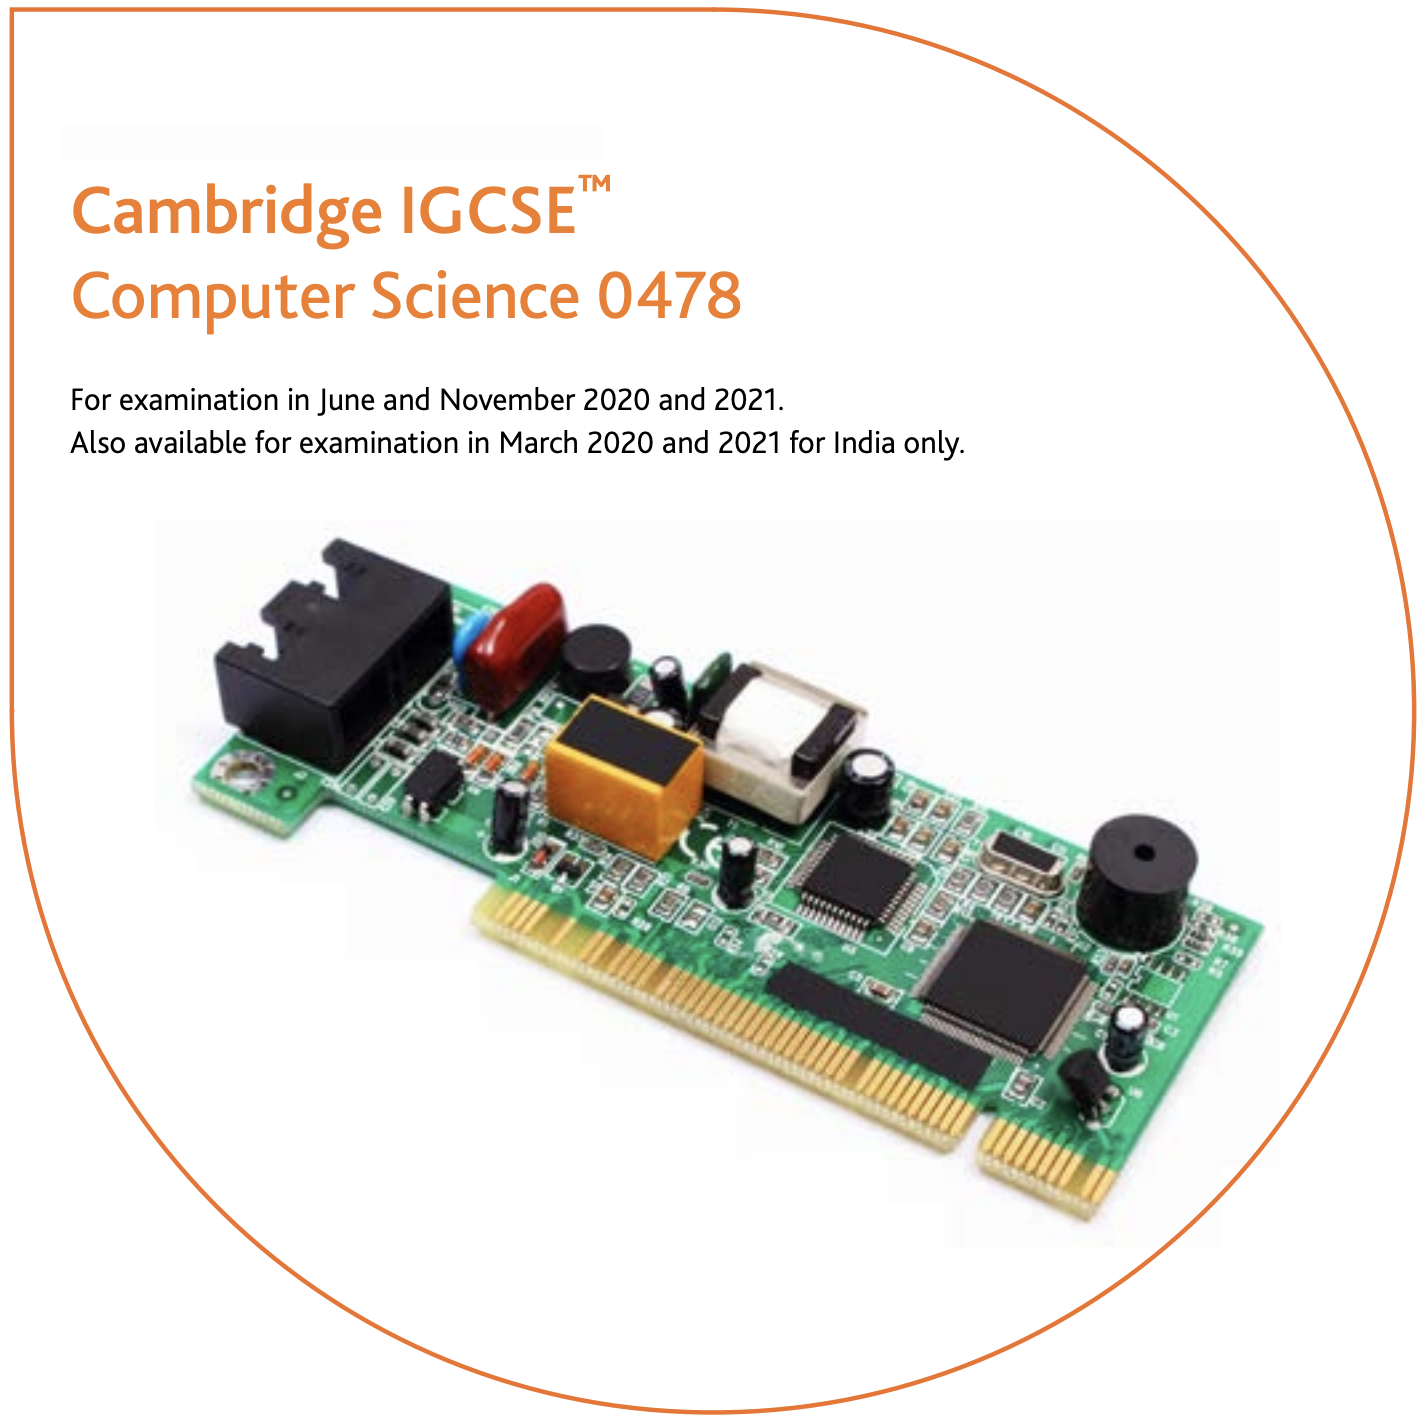 Cambridge IGCSE™
Computer Science 0478
For examination in June and November 2020 and 2021.
Also available for examination in March 2020 and 2021 for India only.